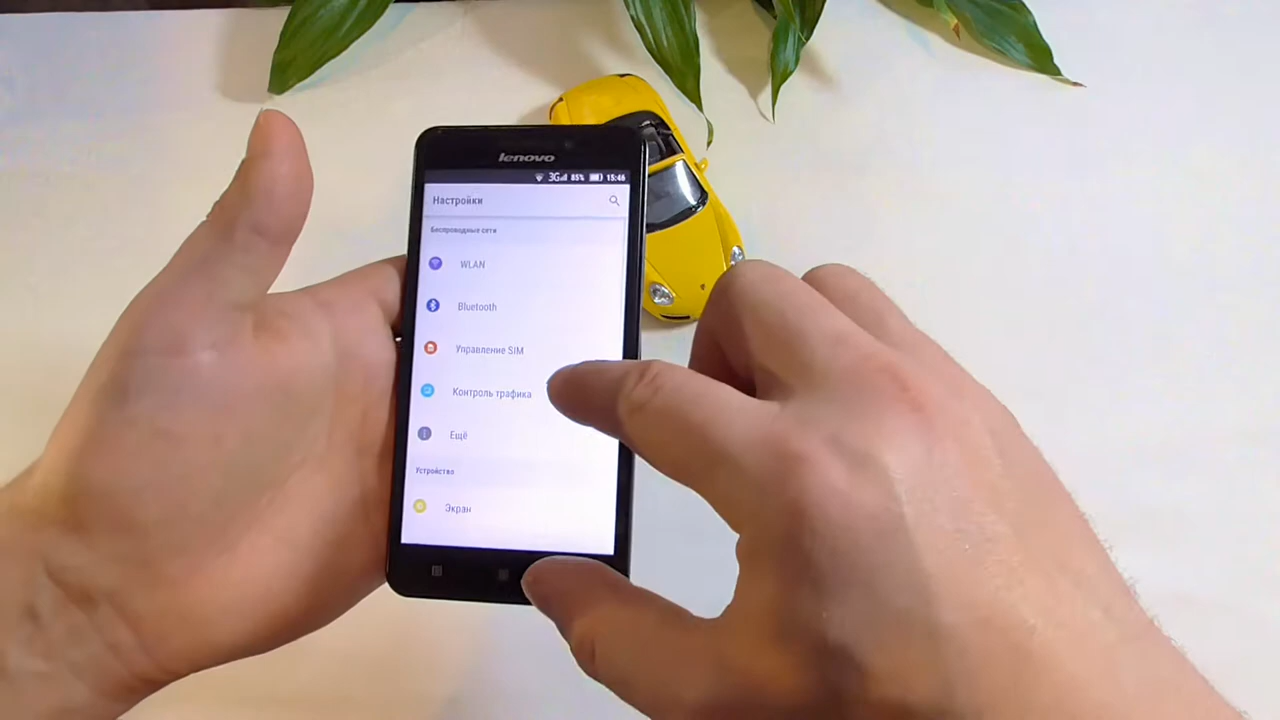 lenovo
3G 85% 15:46
Настройки
Беспроводные сети
WLAN
Bluetooth
Управление SIM
Контроль трафика
Ещё
Устройство
Экран